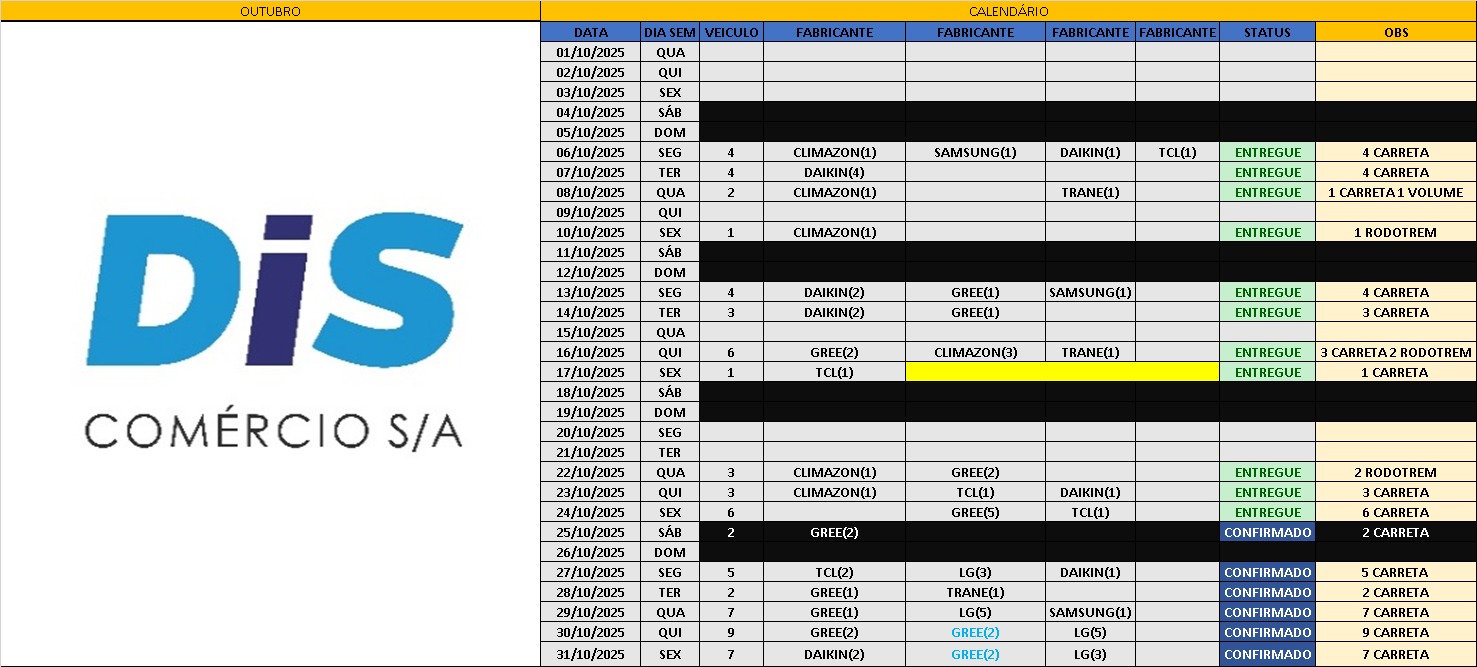 OUTUBRO CALENDÁRIO
DATA DIA SEM VEICULO FABRICANTE FABRICANTE FABRICANTE FABRICANTE STATUS OBS
01/10/2025 QUA
02/10/2025 QUI
03/10/2025 SEX
04/10/2025 SÁB
05/10/2025 DOM
06/10/2025 SEG 4 CLIMAZON(1) SAMSUNG(1) DAIKIN(1) TCL(1) ENTREGUE 4 CARRETA
07/10/2025 TER 4 DAIKIN(4) ENTREGUE 4 CARRETA
08/10/2025 QUA 2 CLIMAZON(1) TRANE(1) ENTREGUE 1 CARRETA 1 VOLUME
09/10/2025 QUI
10/10/2025 SEX 1 CLIMAZON(1) ENTREGUE 1 RODOTREM
11/10/2025 SÁB
12/10/2025 DOM
13/10/2025 SEG 4 DAIKIN(2) GREE(1) SAMSUNG(1) ENTREGUE 4 CARRETA
14/10/2025 TER 3 DAIKIN(2) GREE(1) ENTREGUE 3 CARRETA
15/10/2025 QUA
16/10/2025 QUI 6 GREE(2) CLIMAZON(3) TRANE(1) ENTREGUE 3 CARRETA 2 RODOTREM
17/10/2025 SEX 1 TCL(1) ENTREGUE 1 CARRETA
18/10/2025 SÁB
19/10/2025 DOM
20/10/2025 SEG
21/10/2025 TER
22/10/2025 QUA 3 CLIMAZON(1) GREE(2) ENTREGUE 2 RODOTREM
23/10/2025 QUI 3 CLIMAZON(1) TCL(1) DAIKIN(1) ENTREGUE 3 CARRETA
24/10/2025 SEX 6 GREE(5) TCL(1) ENTREGUE 6 CARRETA
25/10/2025 SÁB 2 GREE(2) CONFIRMADO 2 CARRETA
26/10/2025 DOM
27/10/2025 SEG 5 TCL(2) LG(3) DAIKIN(1) CONFIRMADO 5 CARRETA
28/10/2025 TER 2 GREE(1) TRANE(1) CONFIRMADO 2 CARRETA
29/10/2025 QUA 7 GREE(1) LG(5) SAMSUNG(1) CONFIRMADO 7 CARRETA
30/10/2025 QUI 9 GREE(2) GREE(2) LG(5) CONFIRMADO 9 CARRETA
31/10/2025 SEX 7 DAIKIN(2) GREE(2) LG(3) CONFIRMADO 7 CARRETA
DiS
COMÉRCIO S/A